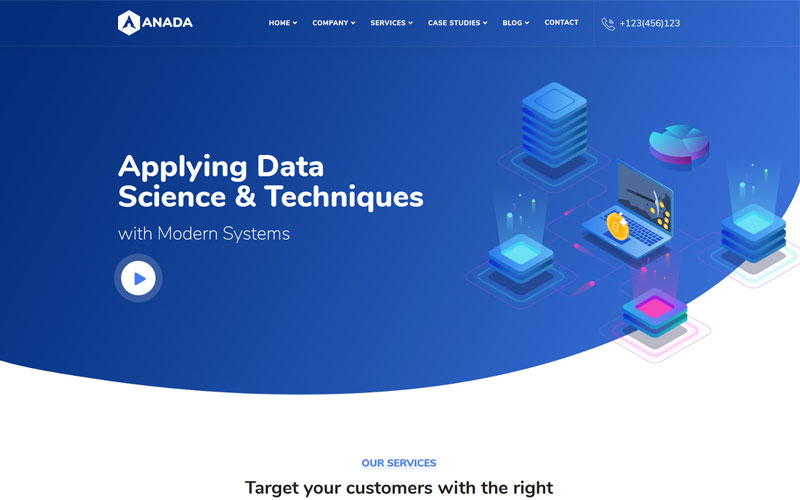 ANADA
HOME COMPANY SERVICES CASE STUDIES BLOG CONTACT +123(456)123
Applying Data
Science & Techniques
with Modern Systems
OUR SERVICES
Target your customers with the right